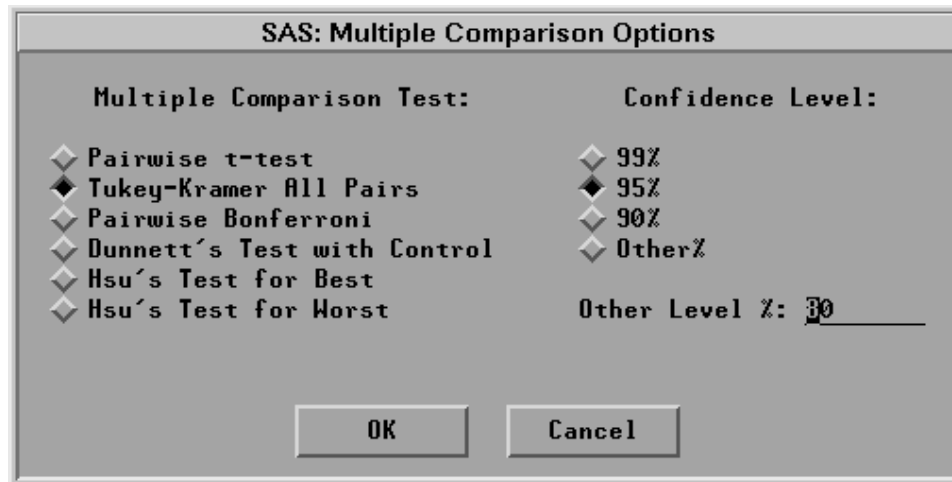 SAS: Multiple Comparison Options
Multiple Comparison Test:
Pairwise t-test
Tukey-Kramer All Pairs
Pairwise Bonferroni
Dunnett´s Test with Control
Hsu´s Test for Best
Hsu´s Test for Worst
Confidence Level:
99%
95%
90%
Other%
Other Level %: 80
OK
Cancel